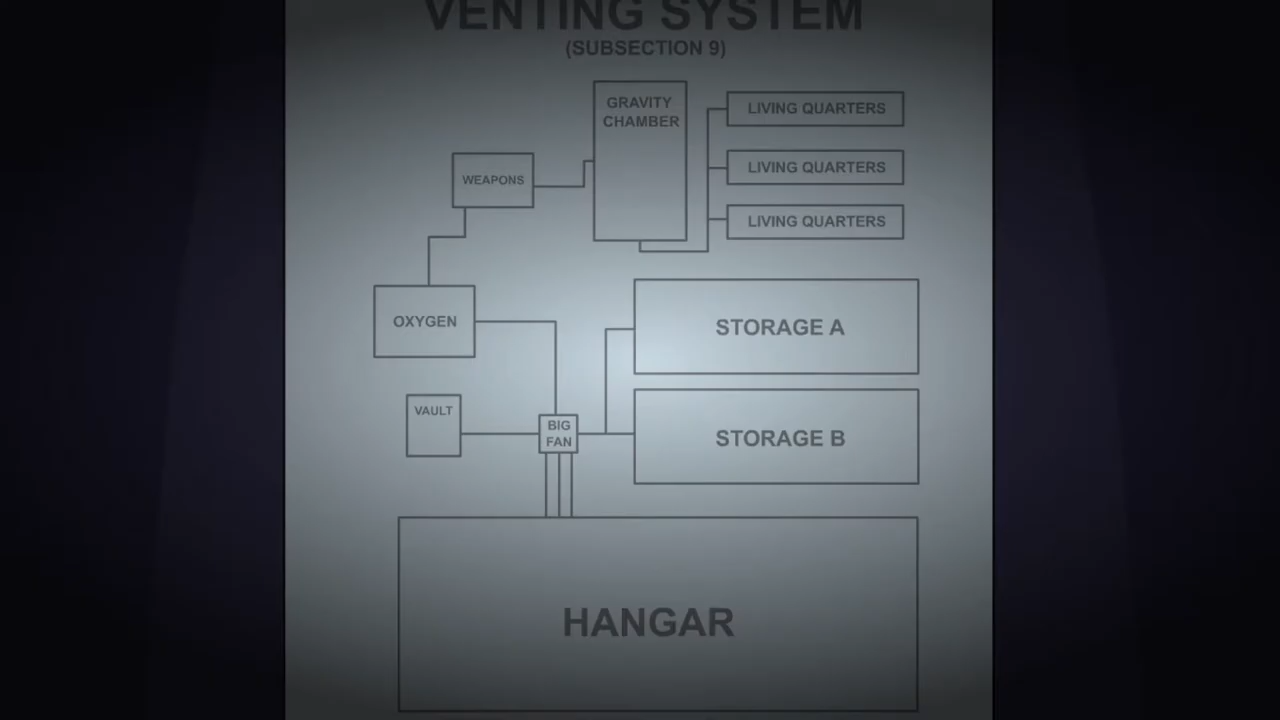 VENTING SYSTEM
(SUBSECTION 9)
GRAVITY
CHAMBER
LIVING QUARTERS
WEAPONS
LIVING QUARTERS
LIVING QUARTERS
OXYGEN
STORAGE A
VAULT
BIG
FAN
STORAGE B
HANGAR